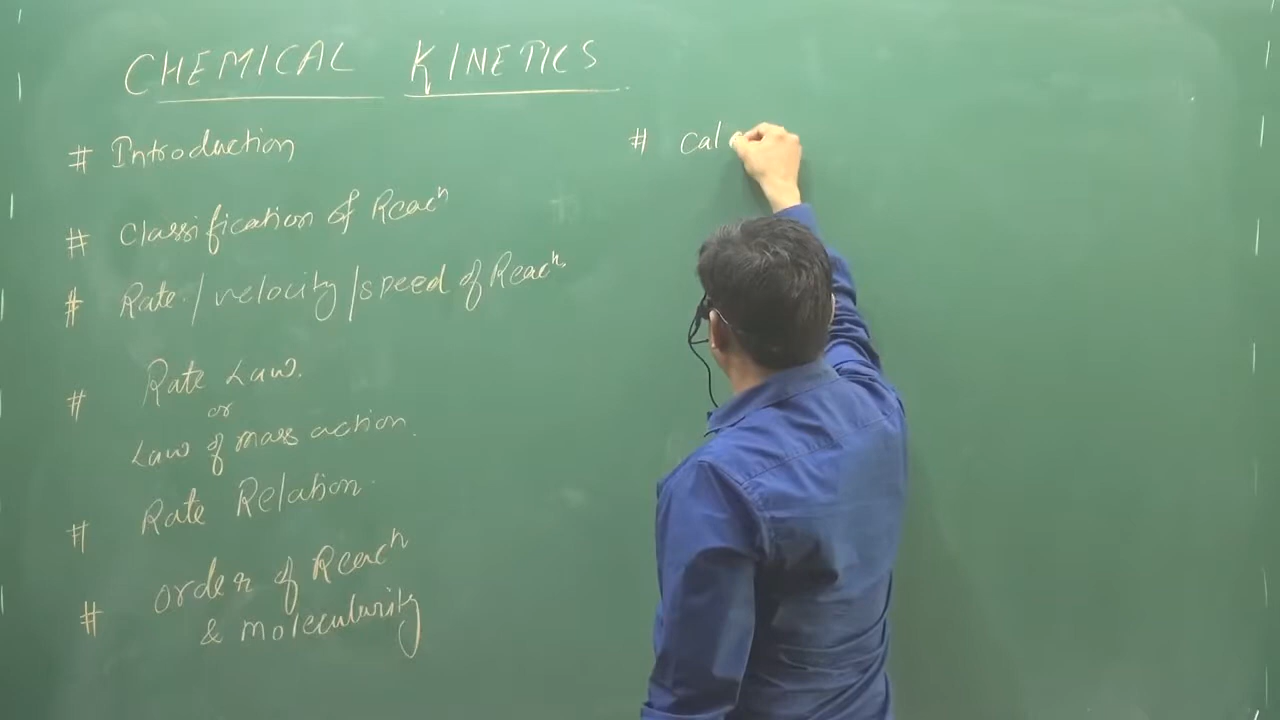 CHEMICAL KINETICS
# Introduction
# Classification of Reacⁿ
# Rate / velocity / speed of Reacⁿ
# Rate Law.
or
Law of mass action.
# Rate Relation
# order of Reacⁿ
& molecularity
# cal